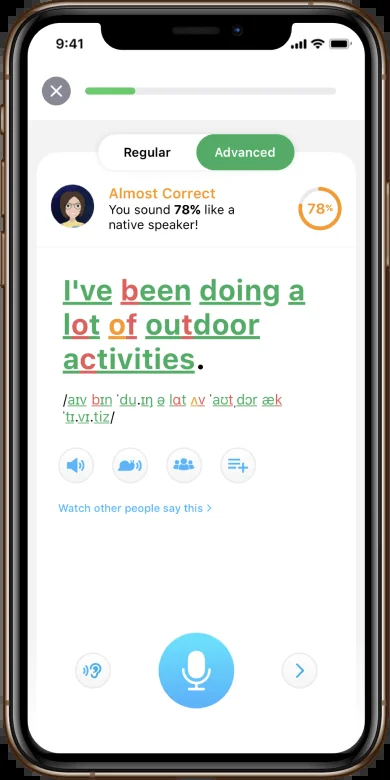 9:41
Regular
Advanced
Almost Correct
You sound 78% like a
native speaker!
78%
I've been doing a
lot of outdoor
activities.
/aɪv bɪn ˈdu.ɪŋ ə lɑt ʌv ˈaʊtˌdɔr æk
ˈtɪ.vɪ.tiz/
Watch other people say this >